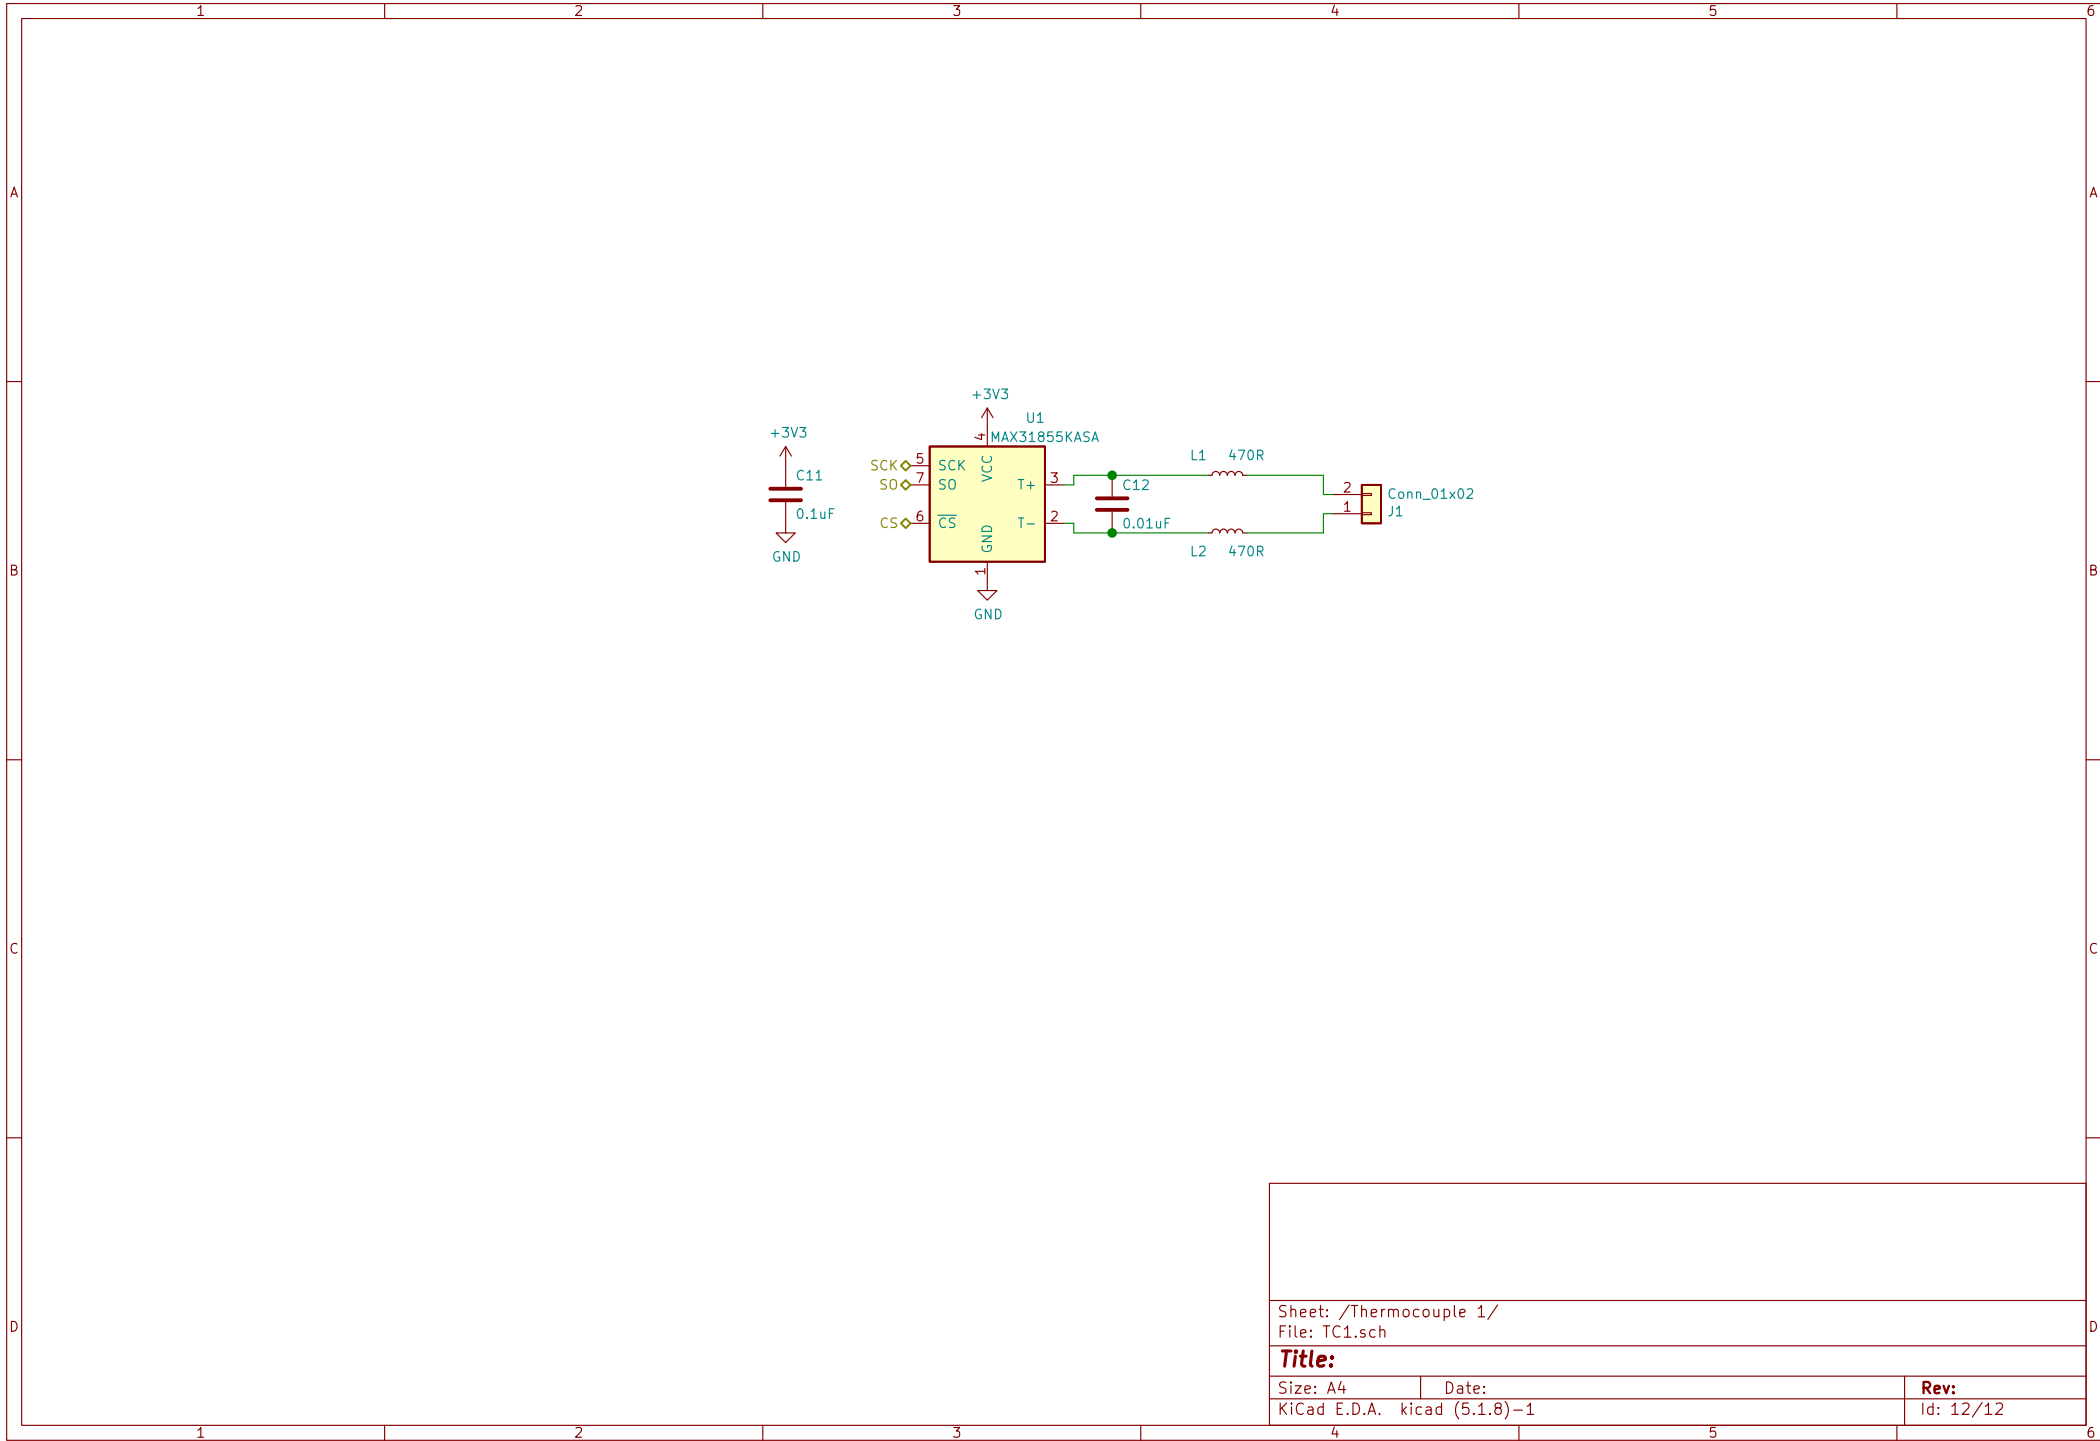 1 2 3 4 5 6
A A
+3V3
U1
+3V3
4 MAX31855KASA
SCK 5 SCK VCC L1 470R
C11
SO 7 SO T+ 3 C12 2 Conn_01x02
0.1uF 1 J1
CS 6 CS GND T- 2 0.01uF
GND L2 470R
B 1 B
GND
C C
Sheet: /Thermocouple 1/
File: TC1.sch
D D
Title:
Size: A4 Date: Rev:
KiCad E.D.A. kicad (5.1.8)-1 Id: 12/12
1 2 3 4 5 6